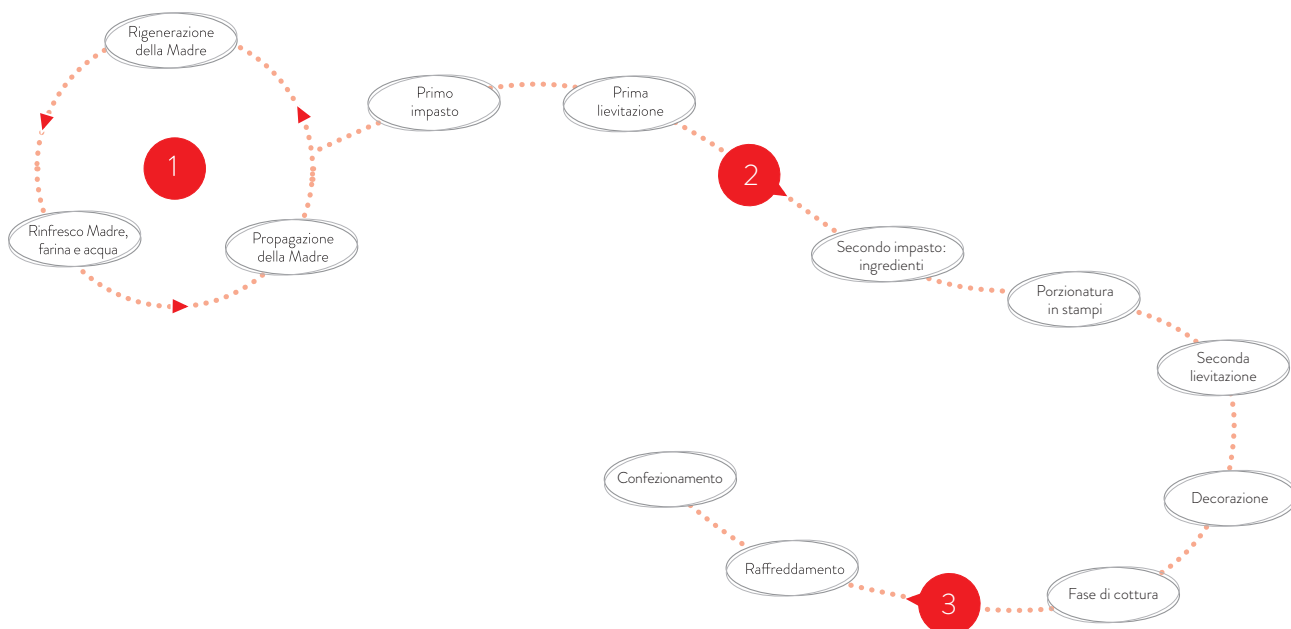 Rigenerazione
della Madre
1
Rinfresco Madre,
farina e acqua
Propagazione
della Madre
Primo
impasto
Prima
lievitazione
2
Secondo impasto:
ingredienti
Porzionatura
in stampi
Seconda
lievitazione
Decorazione
Fase di cottura
3
Raffreddamento
Confezionamento